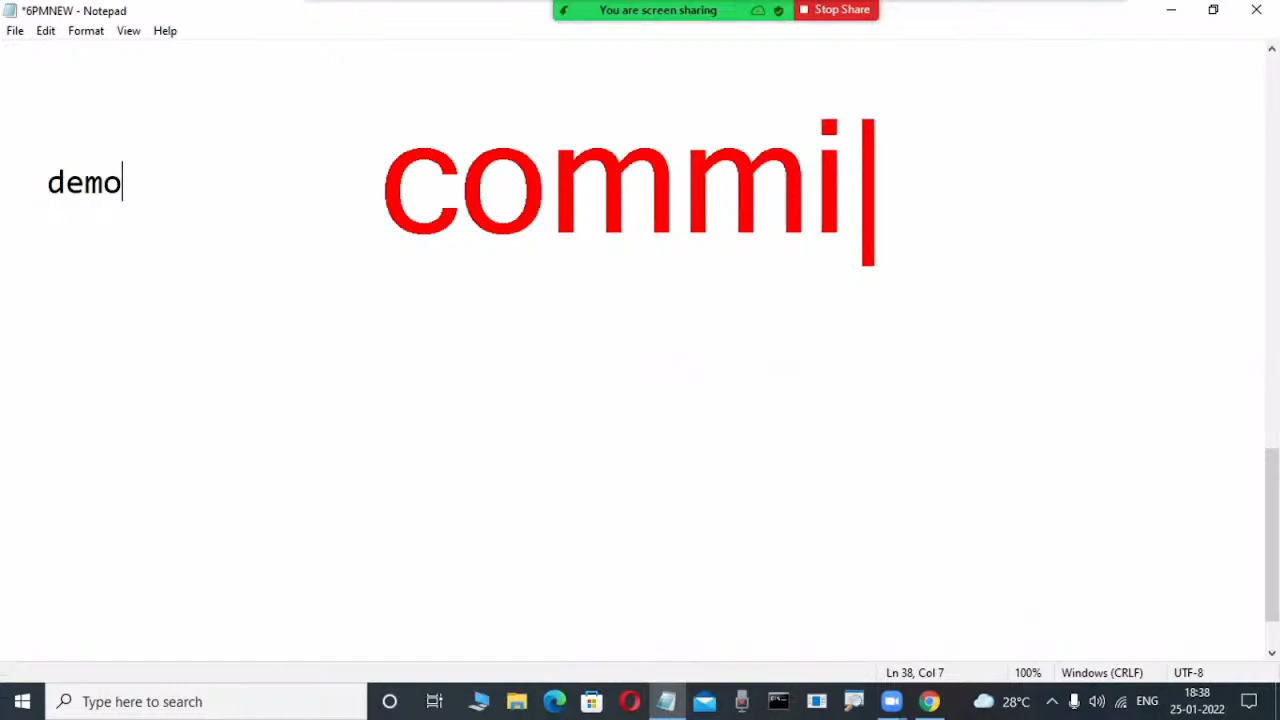 *6PMNEW - Notepad
You are screen sharing
Stop Share
File Edit Format View Help
commi
demo
Ln 38, Col 7
100%
Windows (CRLF)
UTF-8
Type here to search
28°C
ENG
18:38
25-01-2022